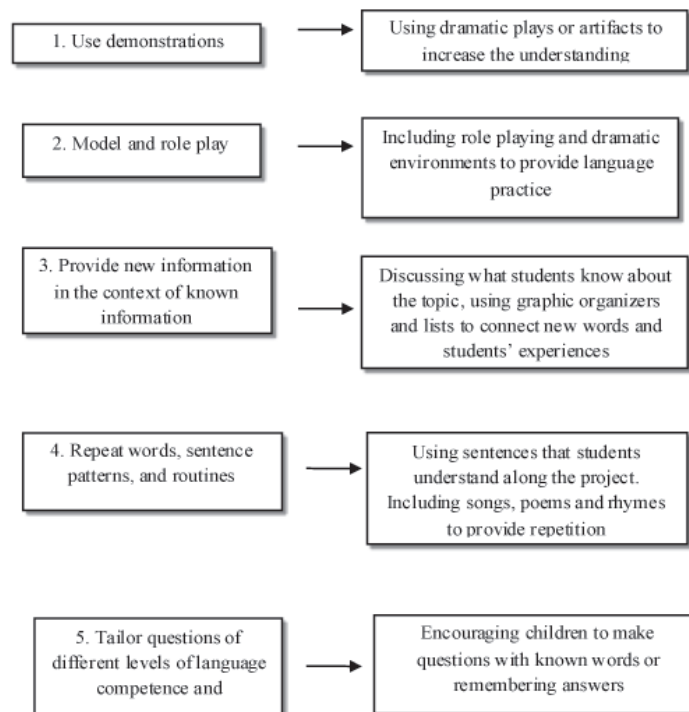 1. Use demonstrations
Using dramatic plays or artifacts to
increase the understanding
2. Model and role play
Including role playing and dramatic
environments to provide language
practice
3. Provide new information
in the context of known
information
Discussing what students know about
the topic, using graphic organizers
and lists to connect new words and
students’ experiences
4. Repeat words, sentence
patterns, and routines
Using sentences that students
understand along the project.
Including songs, poems and rhymes
to provide repetition
5. Tailor questions of
different levels of language
competence and
Encouraging children to make
questions with known words or
remembering answers